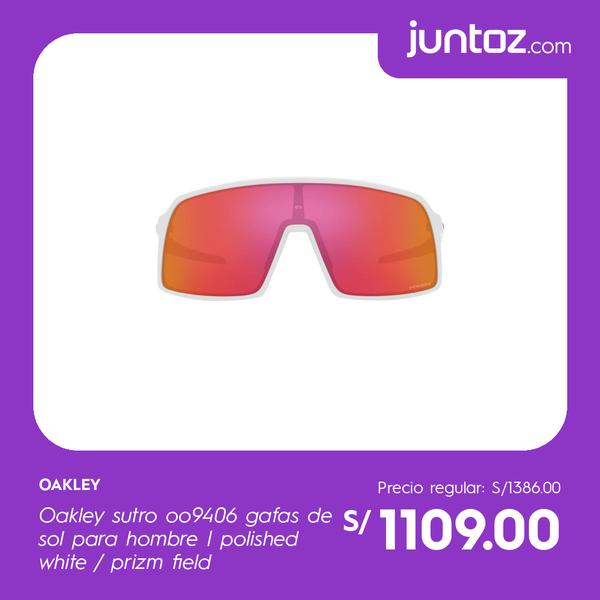 juntoz.com
OAKLEY
Oakley sutro oo9406 gafas de
sol para hombre | polished
white / prizm field
Precio regular: S/1386.00
S/ 1109.00